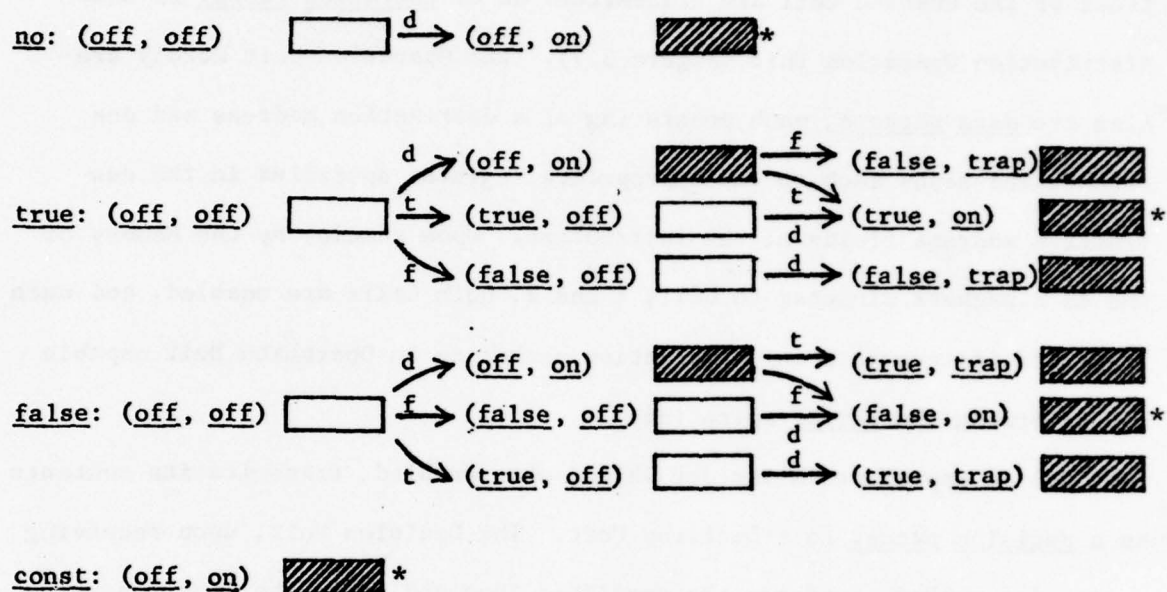 d
no: (off, off) (off, on) *
d f
(off, on) (false, trap)
t t
true: (off, off) (true, off) (true, on) *
f d
(false, off) (false, trap)
d t
(off, on) (true, trap)
f f
false: (off, off) (false, off) (false, on) *
t d
(true, off) (true, trap)
const: (off, on) *